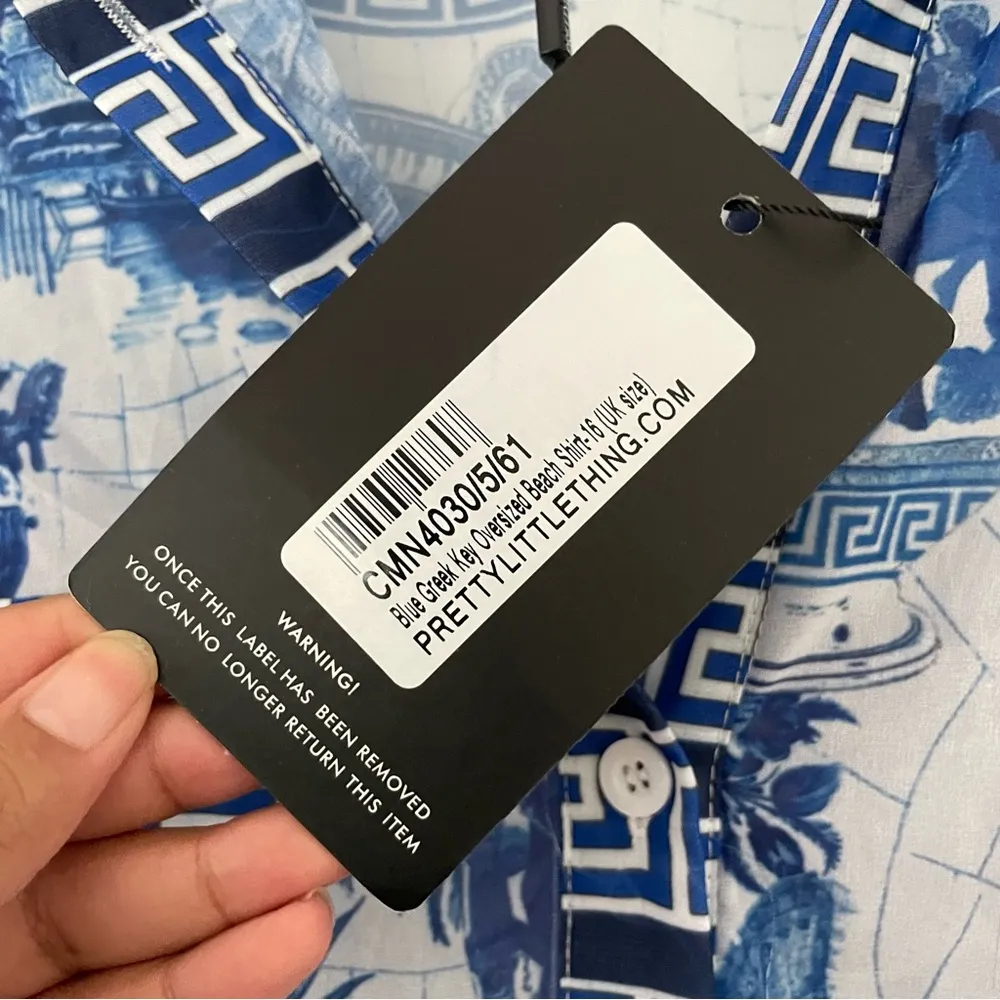 CMN4030/5/61
Blue Greek Key Oversized Beach Shirt-16 (UK size)
PRETTYLITTLETHING.COM
WARNING!
ONCE THIS LABEL HAS BEEN REMOVED
YOU CAN NO LONGER RETURN THIS ITEM